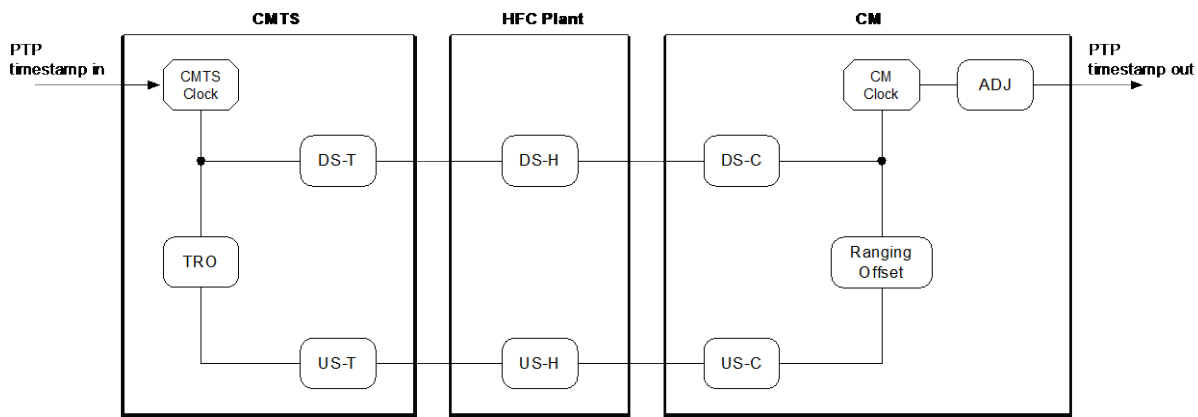 CMTS
HFC Plant
CM
PTP
timestamp in
CMTS
Clock
CM
Clock
ADJ
PTP
timestamp out
DS-T
DS-H
DS-C
TRO
Ranging
Offset
US-T
US-H
US-C